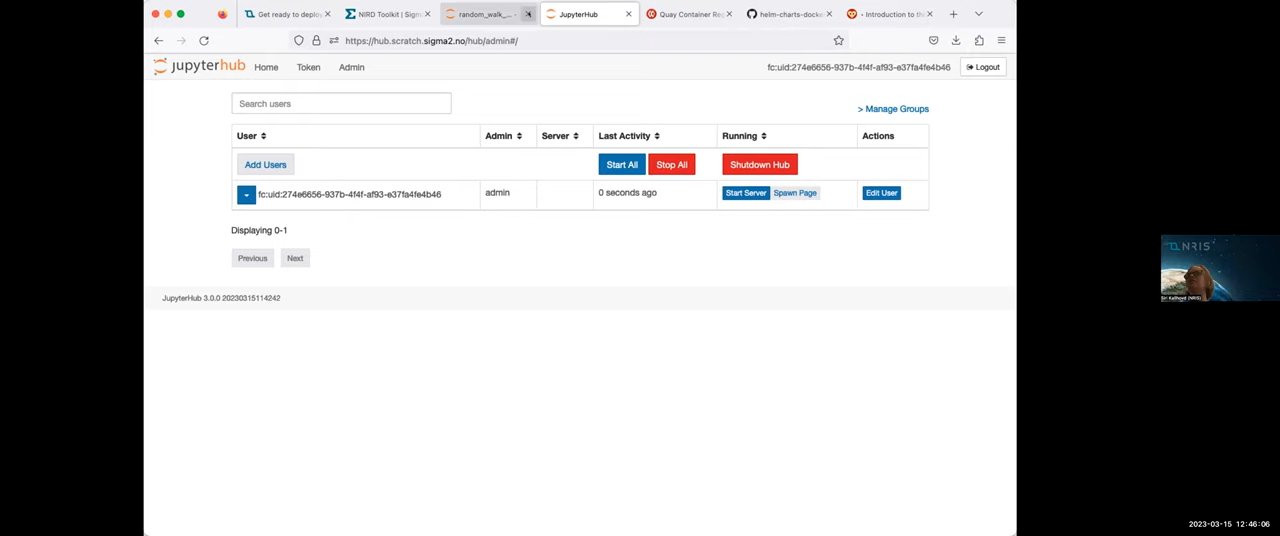 Get ready to deplo
NIRD Toolkit | Sigm
random_walk_...
JupyterHub
Quay Container Re
helm-charts-docke
• Introduction to thi
https://hub.scratch.sigma2.no/hub/admin#/
jupyterhub Home Token Admin
fc:uid:274e6656-937b-4f4f-af93-e37fa4fe4b46
Logout
Search users
> Manage Groups
User Admin Server Last Activity Running Actions
Add Users Start All Stop All Shutdown Hub
fc:uid:274e6656-937b-4f4f-af93-e37fa4fe4b46 admin 0 seconds ago Start Server Spawn Page Edit User
Displaying 0-1
Previous Next
JupyterHub 3.0.0 20230315114242
NRIS
Siri Kallhovd (NRIS)
2023-03-15 12:46:06